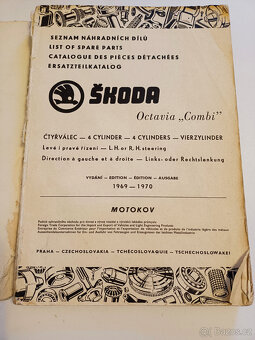 SEZNAM NÁHRADNÍCH DÍLŮ
LIST OF SPARE PARTS
CATALOGUE DES PIÈCES DÉTACHÉES
ERSATZTEILKATALOG
ŠKODA
Octavia „Combi"
ČTYŘVÁLEC — 4 CYLINDER — 4 CYLINDERS — VIERZYLINDER
Levé i pravé řízení — L.H. or R.H. steering
Direction à gauche et à droite — Links- oder Rechtslenkung
VYDÁNÍ - EDITION - ÉDITION - AUSGABE
1969 — 1970
MOTOKOV
PRAHA — CZECHOSLOVAKIA — TCHÉCOSLOVAQUIE — TSCHECHOSLOWAKEI